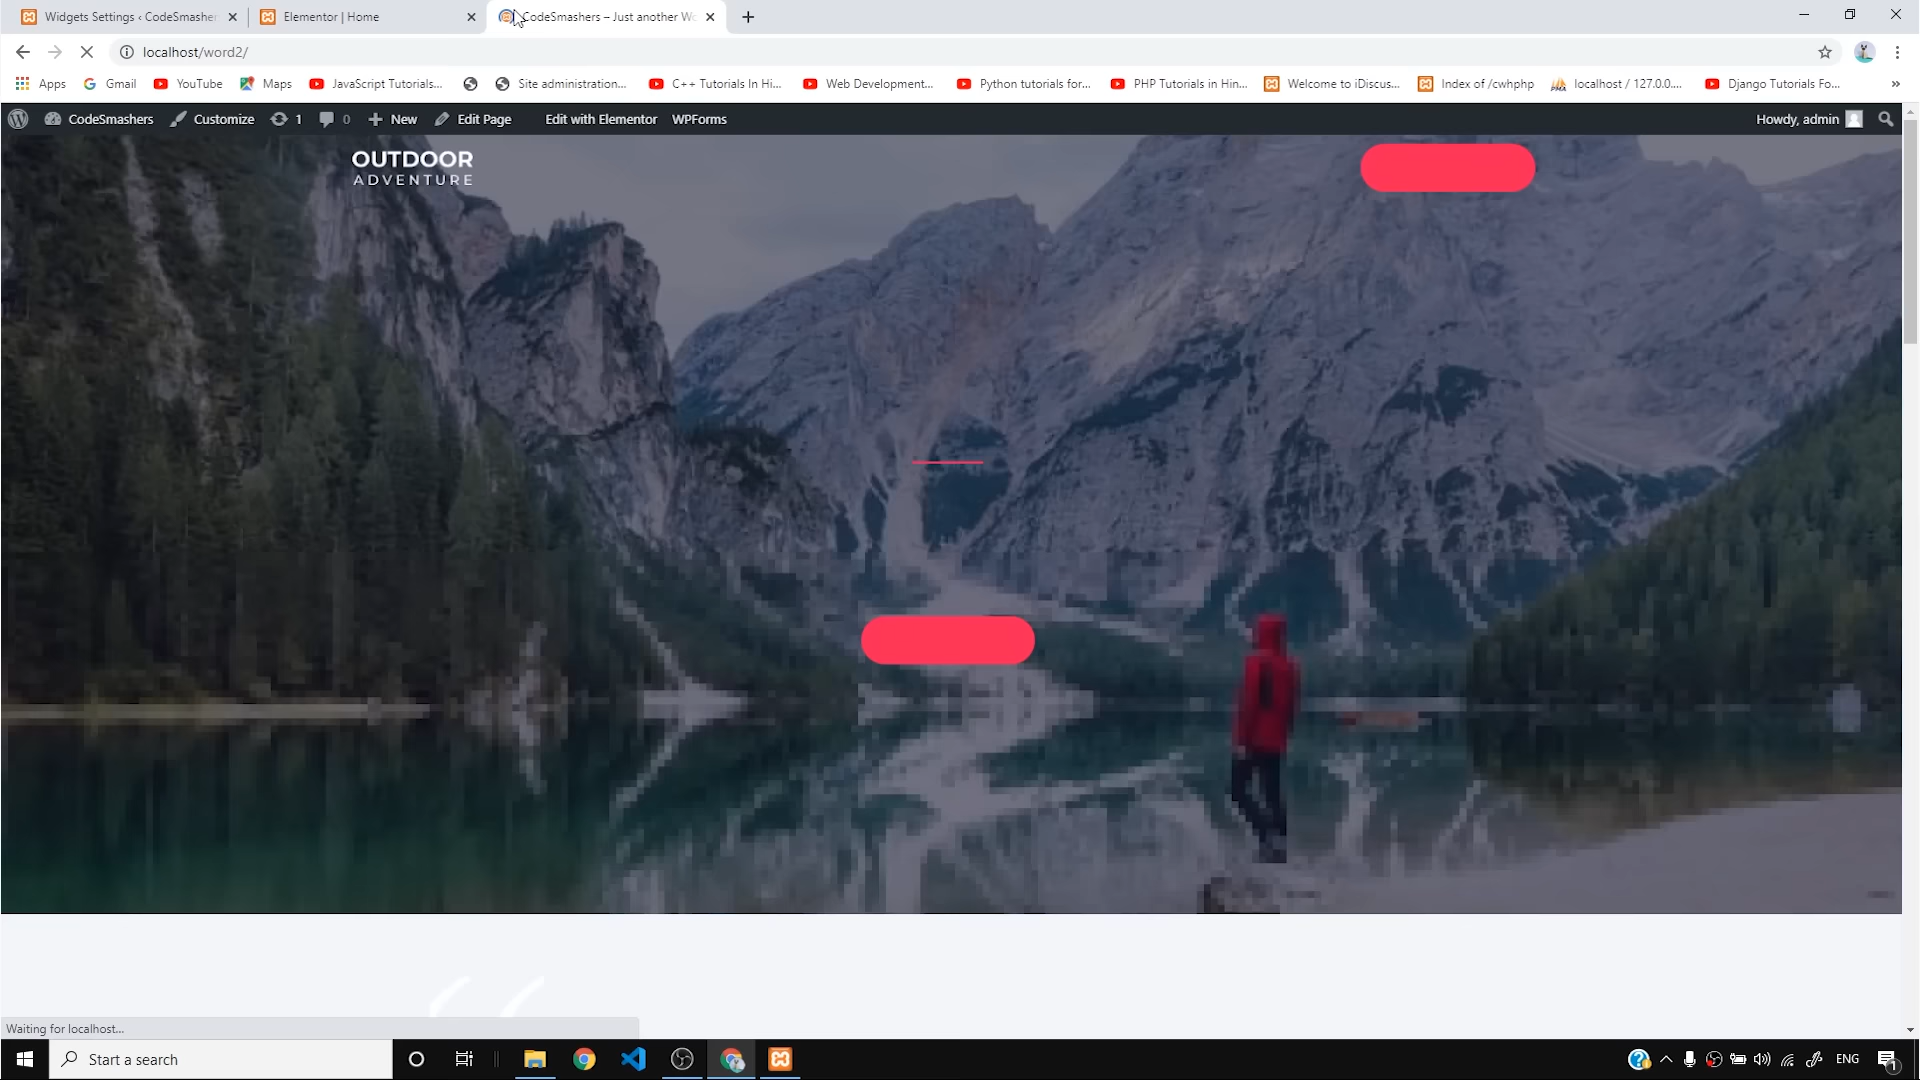 Widgets Settings ‹ CodeSmasher
Elementor | Home
CodeSmashers – Just another Wo
localhost/word2/
Apps
Gmail
YouTube
Maps
JavaScript Tutorials...
Site administration...
C++ Tutorials In Hi...
Web Development...
Python tutorials for...
PHP Tutorials in Hin...
Welcome to iDiscus...
Index of /cwhphp
localhost / 127.0.0....
Django Tutorials Fo...
»
CodeSmashers
Customize
1
0
New
Edit Page
Edit with Elementor
WPForms
Howdy, admin
OUTDOOR
ADVENTURE
Waiting for localhost...
Start a search
ENG
1